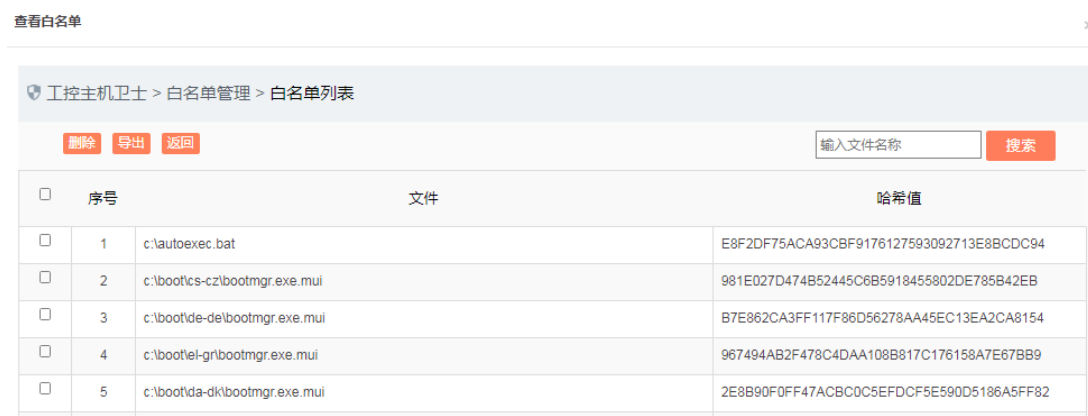 查看白名单
工控主机卫士 > 白名单管理 > 白名单列表
删除 导出 返回 输入文件名称 搜索
序号 文件 哈希值
1 c:\autoexec.bat E8F2DF75ACA93CBF9176127593092713E8BCDC94
2 c:\boot\cs-cz\bootmgr.exe.mui 981E027D474B52445C6B5918455802DE785B42EB
3 c:\boot\de-de\bootmgr.exe.mui B7E862CA3FF117F86D56278AA45EC13EA2CA8154
4 c:\boot\el-gr\bootmgr.exe.mui 967494AB2F478C4DAA108B817C176158A7E67BB9
5 c:\boot\da-dk\bootmgr.exe.mui 2E8B90F0FF47ACBC0C5EFDCF5E590D5186A5FF82